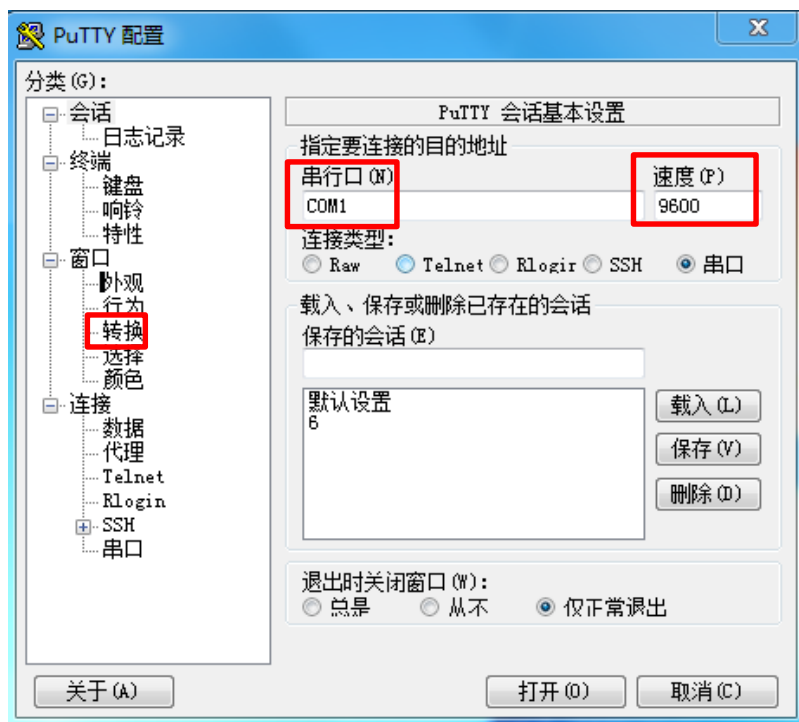 PuTTY 配置
分类(G):
会话
日志记录
终端
键盘
响铃
特性
窗口
外观
行为
转换
选择
颜色
连接
数据
代理
Telnet
Rlogin
SSH
串口
PuTTY 会话基本设置
指定要连接的目的地址
串行口(N) 速度(P)
COM1 9600
连接类型:
Raw Telnet Rlogir SSH 串口
载入、保存或删除已存在的会话
保存的会话(E)
默认设置
6
载入(L)
保存(V)
删除(D)
退出时关闭窗口(W):
总是 从不 仅正常退出
关于(A) 打开(O) 取消(C)